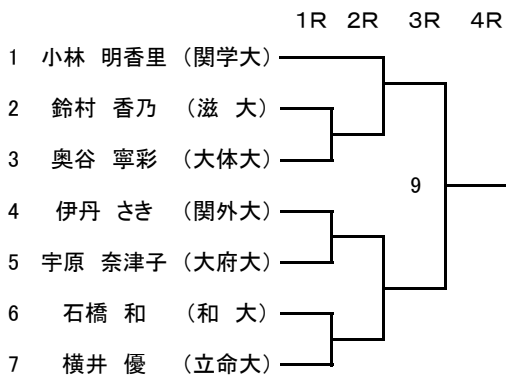 1R 2R 3R 4R
1 小林 明香里 (関学大)
2 鈴村 香乃 (滋 大)
3 奥谷 寧彩 (大体大)
9
4 伊丹 さき (関外大)
5 宇原 奈津子 (大府大)
6 石橋 和 (和 大)
7 横井 優 (立命大)